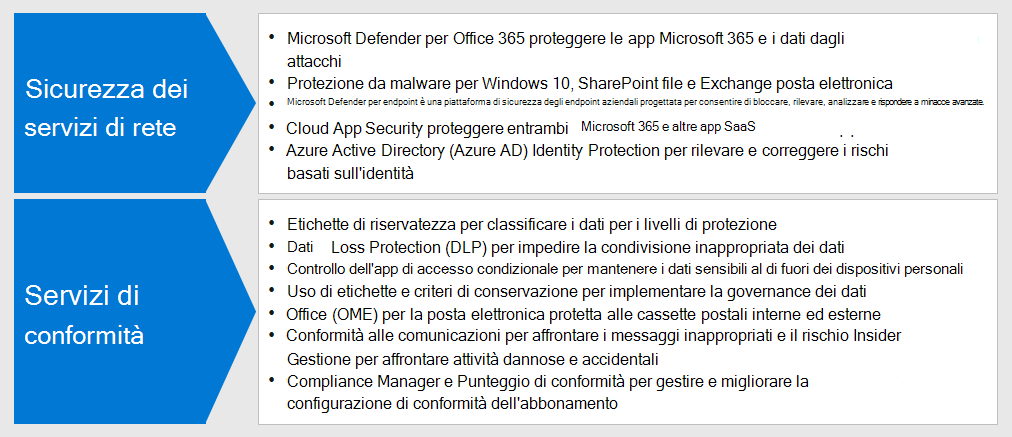 Sicurezza dei
servizi di rete
• Microsoft Defender per Office 365 proteggere le app Microsoft 365 e i dati dagli
attacchi
• Protezione da malware per Windows 10, SharePoint file e Exchange posta elettronica
• Microsoft Defender per endpoint è una piattaforma di sicurezza degli endpoint aziendali progettata per consentire di bloccare, rilevare, analizzare e rispondere a minacce avanzate.
• Cloud App Security proteggere entrambi Microsoft 365 e altre app SaaS . .
• Azure Active Directory (Azure AD) Identity Protection per rilevare e correggere i rischi
basati sull'identità
Servizi di
conformità
• Etichette di riservatezza per classificare i dati per i livelli di protezione
• Dati Loss Protection (DLP) per impedire la condivisione inappropriata dei dati
• Controllo dell'app di accesso condizionale per mantenere i dati sensibili al di fuori dei dispositivi personali
• Uso di etichette e criteri di conservazione per implementare la governance dei dati
• Office (OME) per la posta elettronica protetta alle cassette postali interne ed esterne
• Conformità alle comunicazioni per affrontare i messaggi inappropriati e il rischio Insider
Gestione per affrontare attività dannose e accidentali
• Compliance Manager e Punteggio di conformità per gestire e migliorare la
configurazione di conformità dell'abbonamento